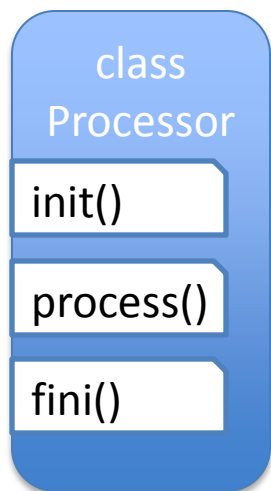 class
Processor
init()
process()
fini()